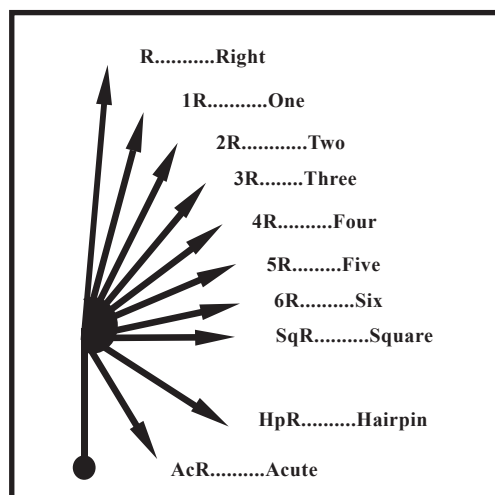 R...........Right
1R...........One
2R............Two
3R........Three
4R..........Four
5R.........Five
6R..........Six
SqR..........Square
HpR..........Hairpin
AcR..........Acute